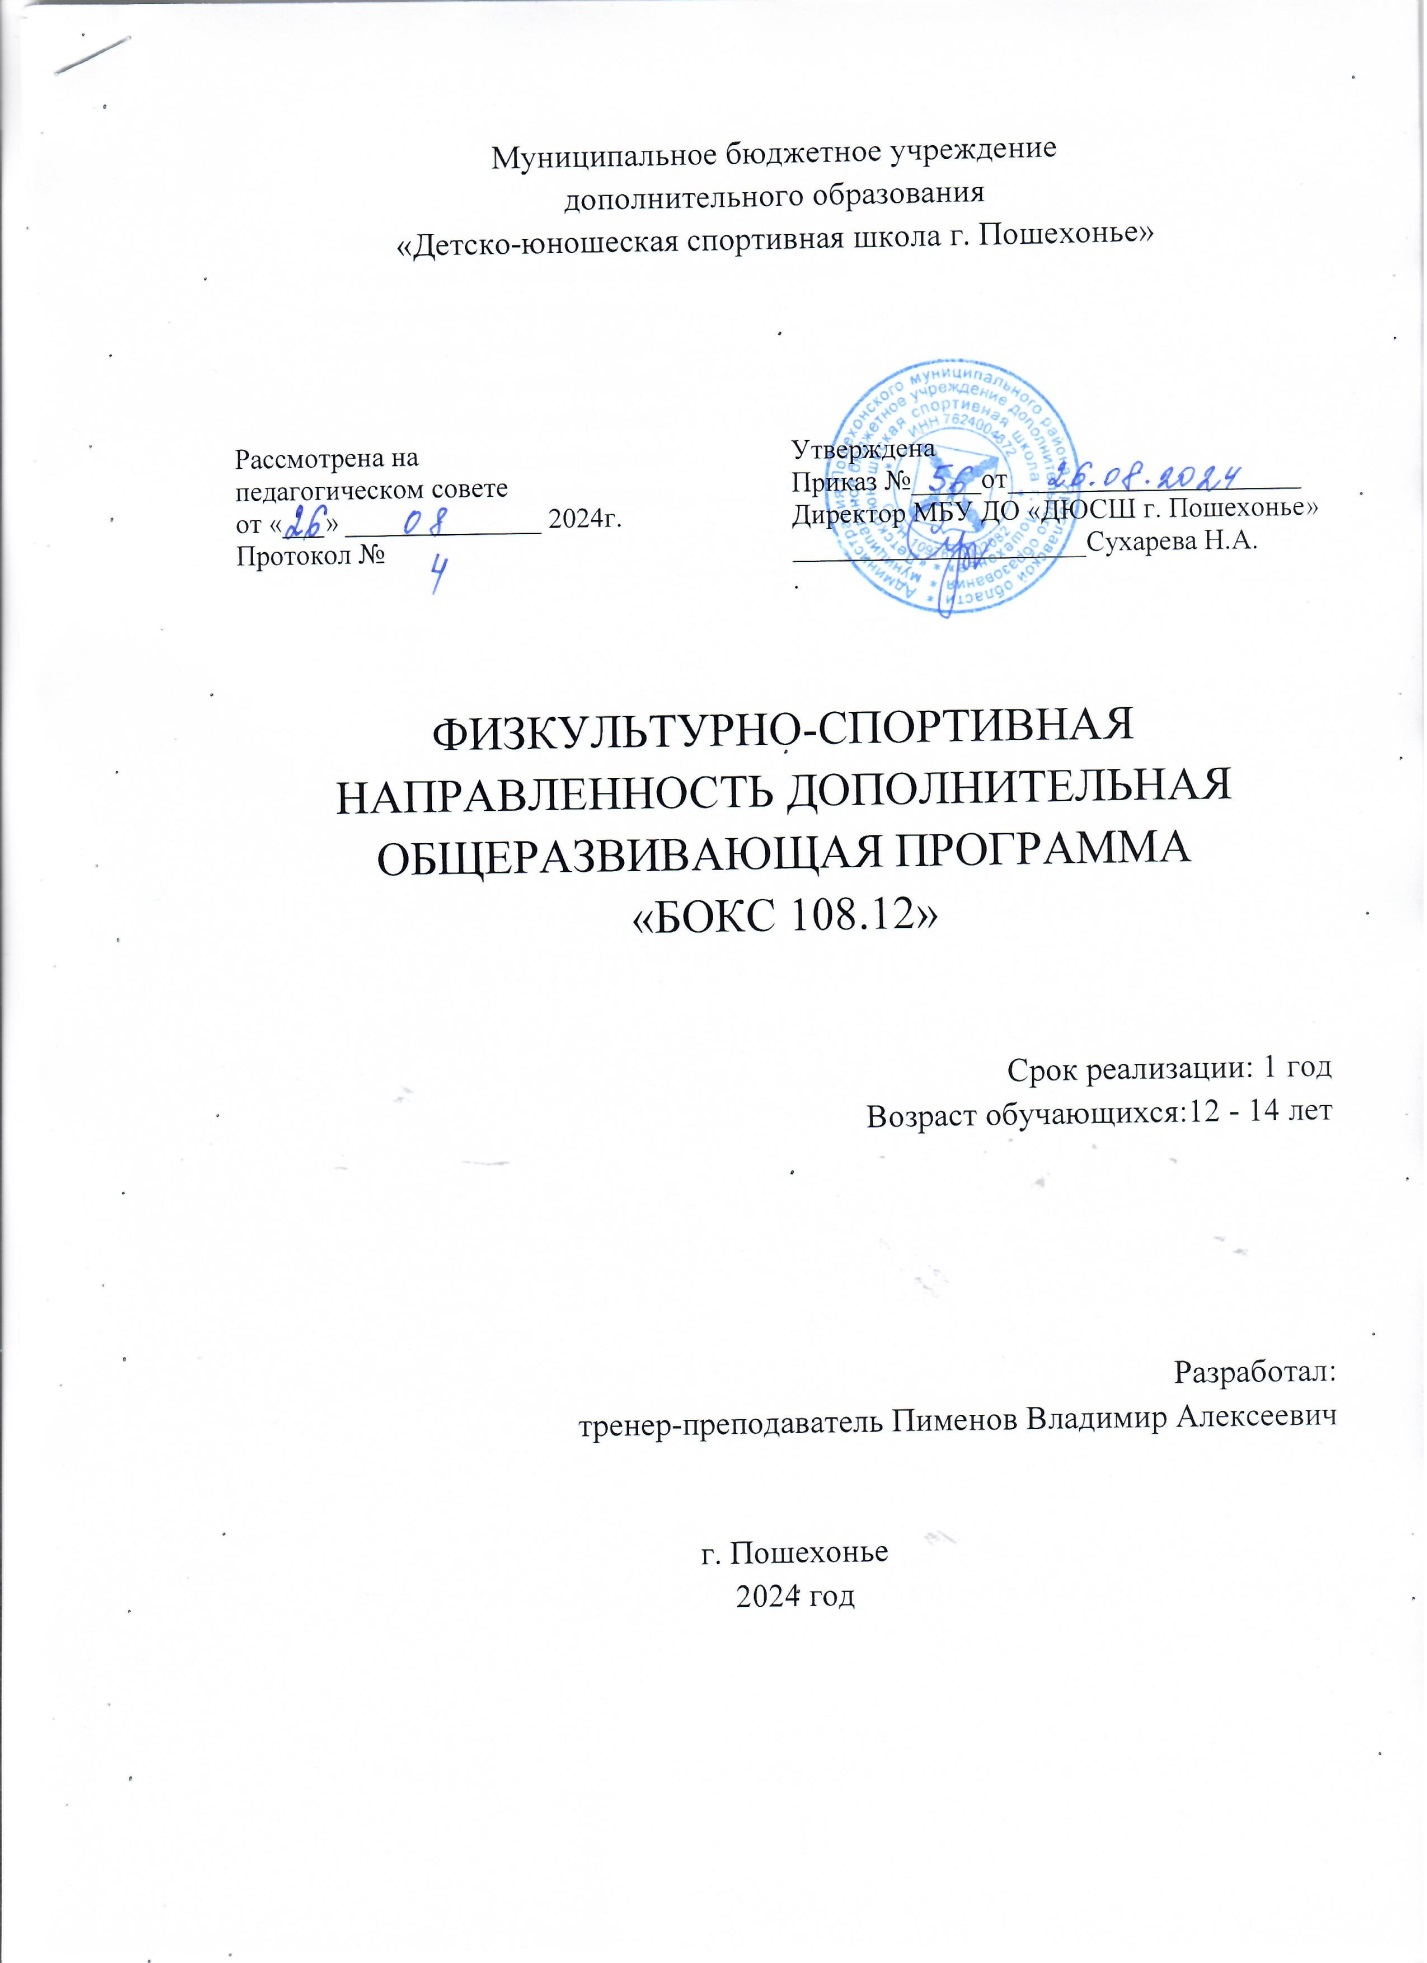 Муниципальное бюджетное учреждение
дополнительного образования
«Детско-юношеская спортивная школа г. Пошехонье»
Рассмотрена на
педагогическом совете
от «26» 08 2024г.
Протокол № 4
Утверждена
Приказ № 56 от 26.08.2024
Директор МБУ ДО «ДЮСШ г. Пошехонье»
Сухарева Н.А.
ИНН 7624004872
ФИЗКУЛЬТУРНО-СПОРТИВНАЯ
НАПРАВЛЕННОСТЬ ДОПОЛНИТЕЛЬНАЯ
ОБЩЕРАЗВИВАЮЩАЯ ПРОГРАММА
«БОКС 108.12»
Срок реализации: 1 год
Возраст обучающихся:12 - 14 лет
Разработал:
тренер-преподаватель Пименов Владимир Алексеевич
г. Пошехонье
2024 год